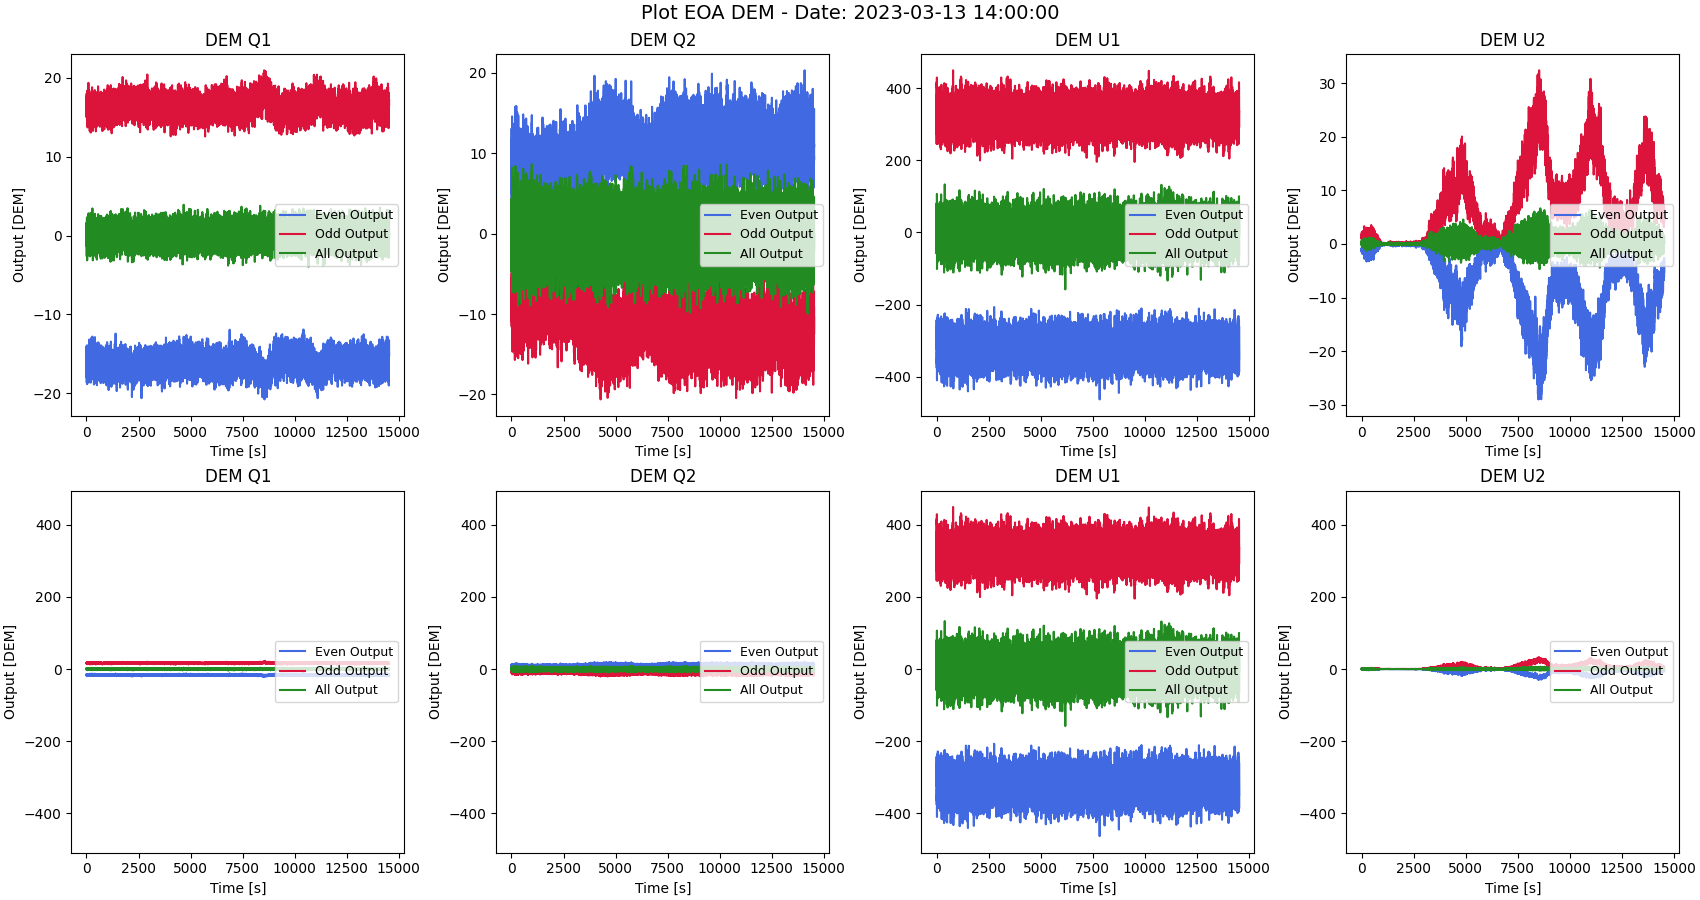 Plot EOA DEM - Date: 2023-03-13 14:00:00
DEM Q1
Output [DEM]
20
10
0
−10
−20
Even Output
Odd Output
All Output
0 2500 5000 7500 10000 12500 15000
Time [s]
DEM Q2
Output [DEM]
20
10
0
−10
−20
Even Output
Odd Output
All Output
0 2500 5000 7500 10000 12500 15000
Time [s]
DEM U1
Output [DEM]
400
200
0
−200
−400
Even Output
Odd Output
All Output
0 2500 5000 7500 10000 12500 15000
Time [s]
DEM U2
Output [DEM]
30
20
10
0
−10
−20
−30
Even Output
Odd Output
All Output
0 2500 5000 7500 10000 12500 15000
Time [s]
DEM Q1
Output [DEM]
400
200
0
−200
−400
Even Output
Odd Output
All Output
0 2500 5000 7500 10000 12500 15000
Time [s]
DEM Q2
Output [DEM]
400
200
0
−200
−400
Even Output
Odd Output
All Output
0 2500 5000 7500 10000 12500 15000
Time [s]
DEM U1
Output [DEM]
400
200
0
−200
−400
Even Output
Odd Output
All Output
0 2500 5000 7500 10000 12500 15000
Time [s]
DEM U2
Output [DEM]
400
200
0
−200
−400
Even Output
Odd Output
All Output
0 2500 5000 7500 10000 12500 15000
Time [s]